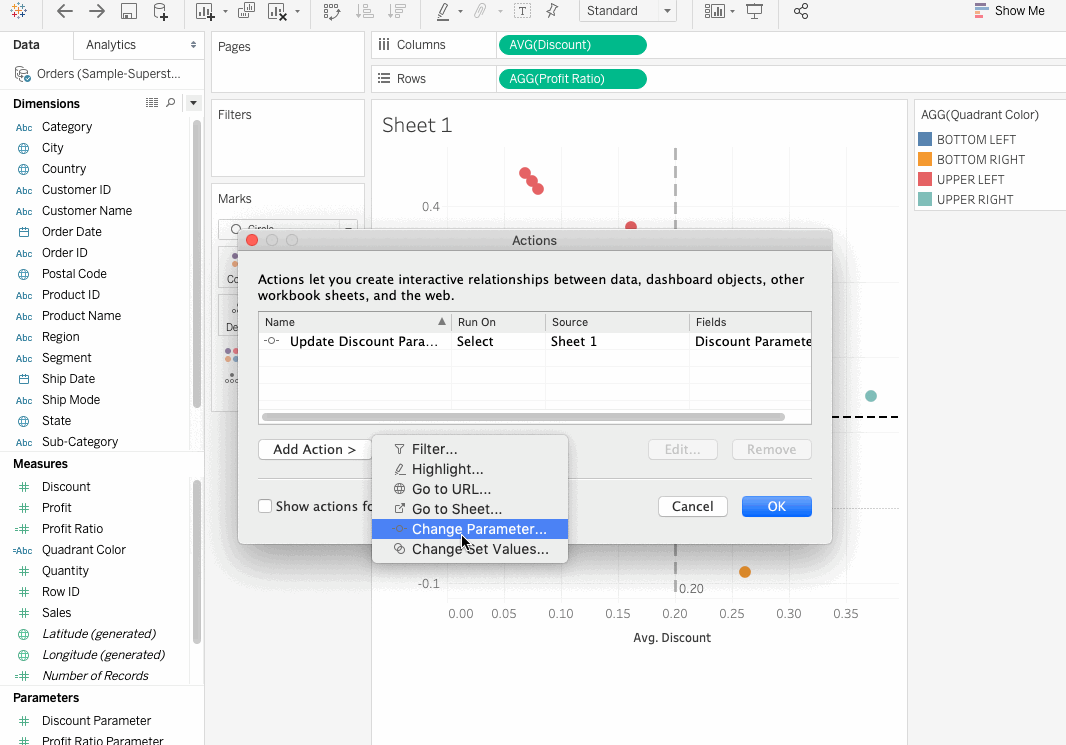 Standard
Show Me
Data
Analytics
Orders (Sample-Superst...
Dimensions
Abc Category
City
Country
Abc Customer ID
Abc Customer Name
Order Date
Abc Order ID
Postal Code
Abc Product ID
Abc Product Name
Abc Region
Abc Segment
Ship Date
Abc Ship Mode
State
Abc Sub-Category
Measures
Discount
Profit
=# Profit Ratio
=Abc Quadrant Color
Quantity
Row ID
Sales
Latitude (generated)
Longitude (generated)
=# Number of Records
Parameters
Discount Parameter
Profit Ratio Parameter
Pages
Filters
Marks
Circle
Co
De
Columns
AVG(Discount)
Rows
AGG(Profit Ratio)
Sheet 1
0.4
-0.1
0.20
0.00 0.05 0.10 0.15 0.20 0.25 0.30 0.35
Avg. Discount
AGG(Quadrant Color)
BOTTOM LEFT
BOTTOM RIGHT
UPPER LEFT
UPPER RIGHT
Actions
Actions let you create interactive relationships between data, dashboard objects, other
workbook sheets, and the web.
Name Run On Source Fields
Update Discount Para... Select Sheet 1 Discount Paramete
Add Action >
Edit...
Remove
Filter...
Highlight...
Go to URL...
Go to Sheet...
Change Parameter...
Change Set Values...
Show actions fo
Cancel
OK